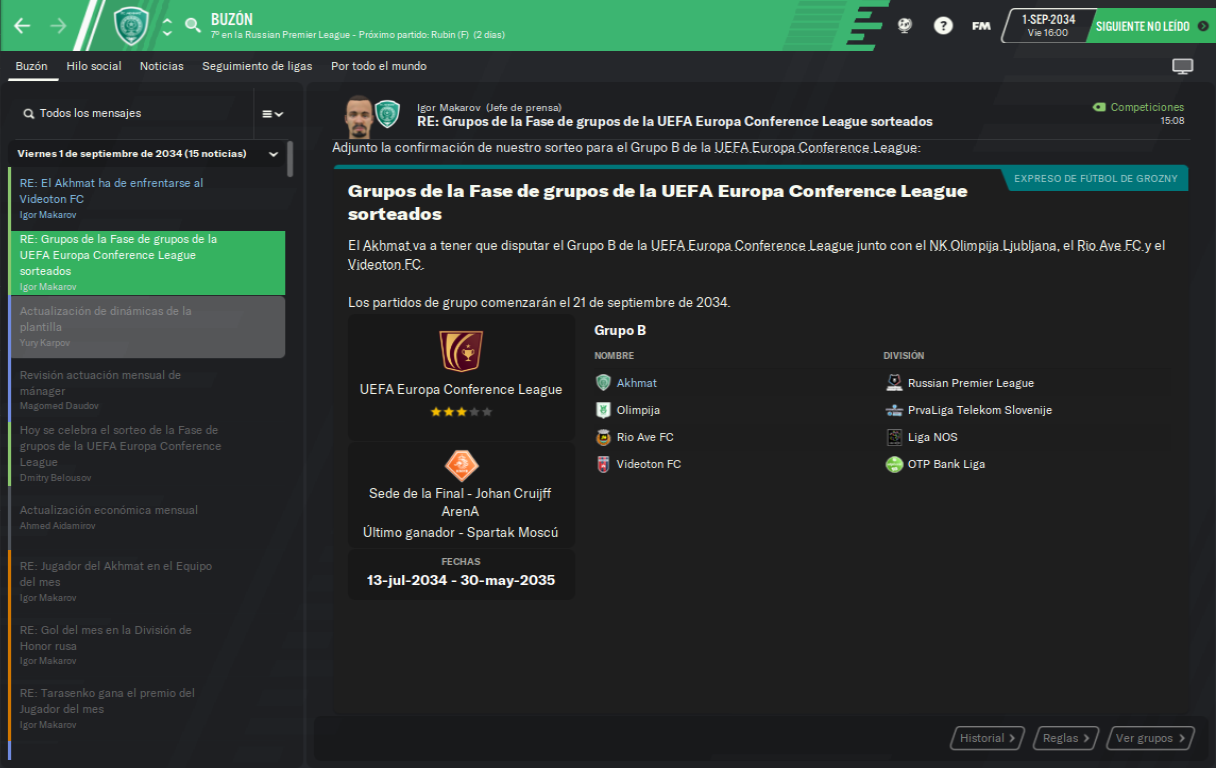 BUZÓN
7º en la Russian Premier League - Próximo partido: Rubin (F) (2 días)
?
FM
1-SEP-2034
Vie 16:00
SIGUIENTE NO LEÍDO
Buzón Hilo social Noticias Seguimiento de ligas Por todo el mundo
Todos los mensajes
Viernes 1 de septiembre de 2034 (15 noticias)
RE: El Akhmat ha de enfrentarse al
Videoton FC
Igor Makarov
RE: Grupos de la Fase de grupos de la
UEFA Europa Conference League
sorteados
Igor Makarov
Actualización de dinámicas de la
plantilla
Yury Karpov
Revisión actuación mensual de
mánager
Magomed Daudov
Hoy se celebra el sorteo de la Fase de
grupos de la UEFA Europa Conference
League
Dmitry Belousov
Actualización económica mensual
Ahmed Aidamirov
RE: Jugador del Akhmat en el Equipo
del mes
Igor Makarov
RE: Gol del mes en la División de
Honor rusa
Igor Makarov
RE: Tarasenko gana el premio del
Jugador del mes
Igor Makarov
Igor Makarov (Jefe de prensa)
RE: Grupos de la Fase de grupos de la UEFA Europa Conference League sorteados
Competiciones
15:08
Adjunto la confirmación de nuestro sorteo para el Grupo B de la UEFA Europa Conference League:
EXPRESO DE FÚTBOL DE GROZNY
Grupos de la Fase de grupos de la UEFA Europa Conference League
sorteados
El Akhmat va a tener que disputar el Grupo B de la UEFA Europa Conference League junto con el NK Olimpija Ljubljana, el Rio Ave FC y el
Videoton FC.
Los partidos de grupo comenzarán el 21 de septiembre de 2034.
UEFA Europa Conference League
Sede de la Final - Johan Cruijff
ArenA
Último ganador - Spartak Moscú
FECHAS
13-jul-2034 - 30-may-2035
Grupo B
NOMBRE DIVISIÓN
Akhmat Russian Premier League
Olimpija PrvaLiga Telekom Slovenije
Rio Ave FC Liga NOS
Videoton FC OTP Bank Liga
Historial
Reglas
Ver grupos